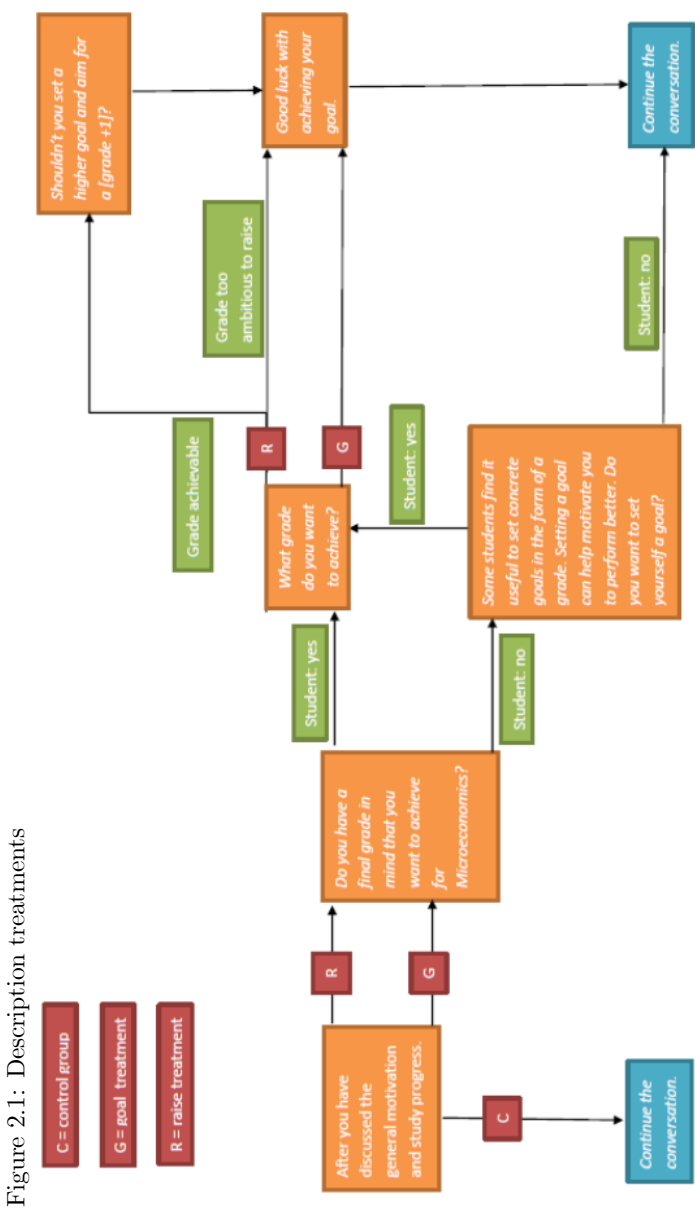 Figure 2.1: Description treatments
C = control group
G = goal treatment
R = raise treatment
After you have
discussed the
general motivation
and study progress.
R
G
C
Continue the
conversation.
Do you have a
final grade in
mind that you
want to achieve
for
Microeconomics?
Student: yes
Student: no
What grade
do you want
to achieve?
Some students find it
useful to set concrete
goals in the form of a
grade. Setting a goal
can help motivate you
to perform better. Do
you want to set
yourself a goal?
Student: yes
R
G
Grade achievable
Grade too
ambitious to raise
Student: no
Shouldn't you set a
higher goal and aim for
a [grade +1]?
Good luck with
achieving your
goal.
Continue the
conversation.